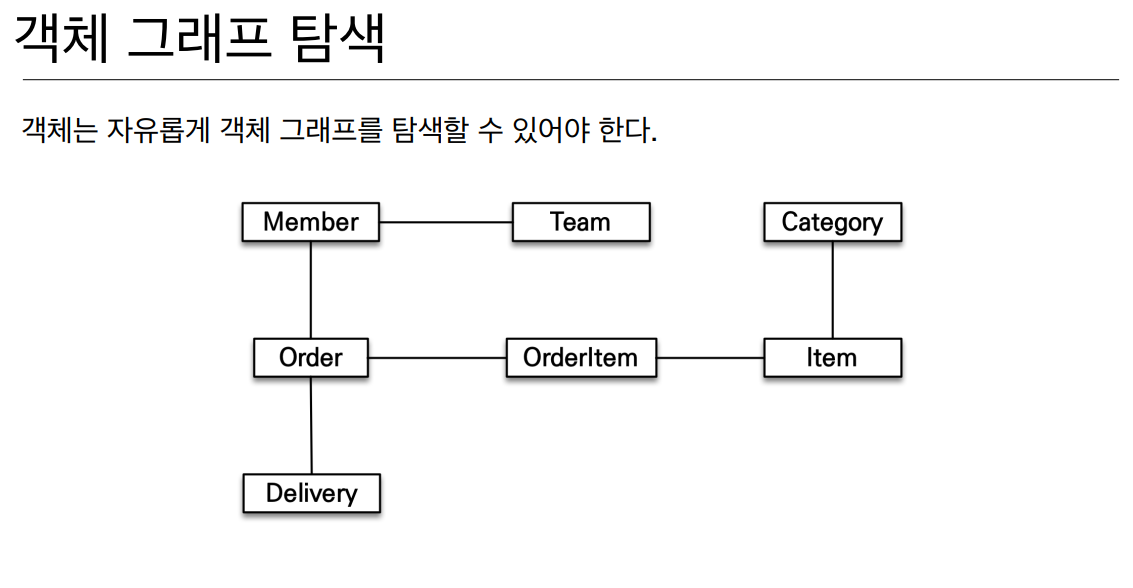 객체 그래프 탐색
객체는 자유롭게 객체 그래프를 탐색할 수 있어야 한다.
Member
Team
Category
Order
OrderItem
Item
Delivery